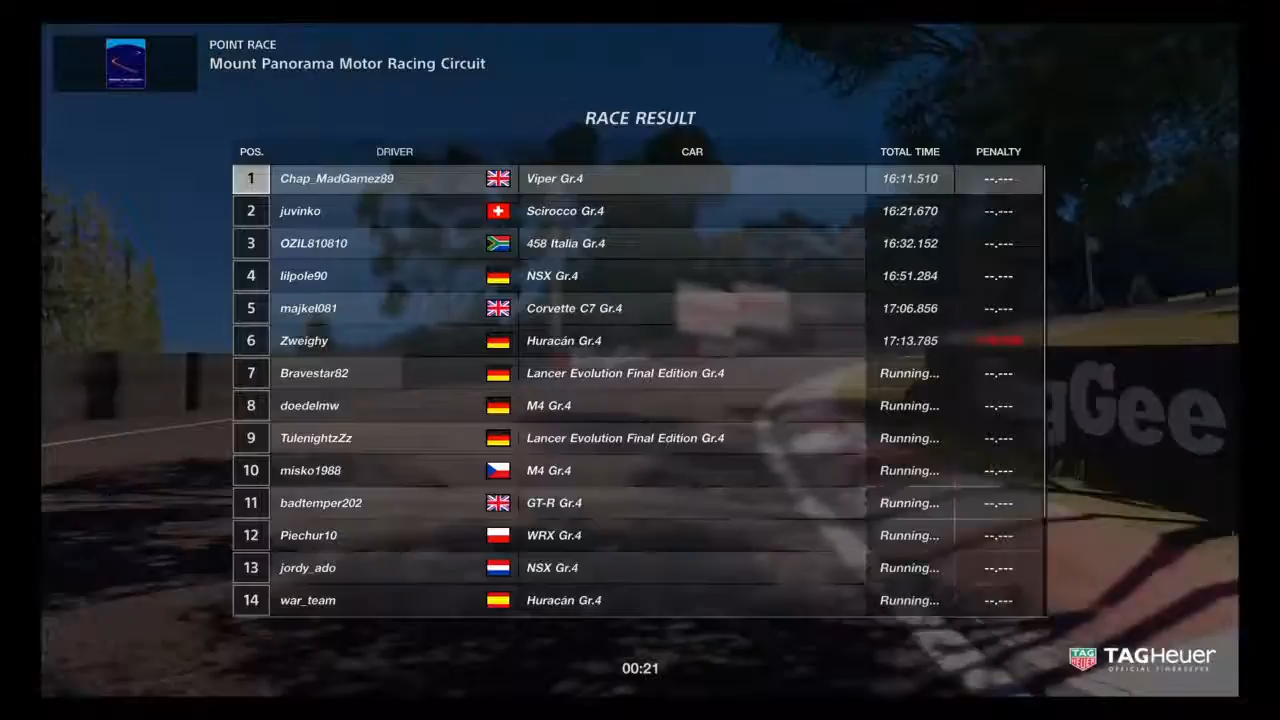 POINT RACE
Mount Panorama Motor Racing Circuit
RACE RESULT
POS. DRIVER CAR TOTAL TIME PENALTY
1 Chap_MadGamez89 Viper Gr.4 16:11.510 --.---
2 juvinko Scirocco Gr.4 16:21.670 --.---
3 OZIL810810 458 Italia Gr.4 16:32.152 --.---
4 lilpole90 NSX Gr.4 16:51.284 --.---
5 majkel081 Corvette C7 Gr.4 17:06.856 --.---
6 Zweighy Huracán Gr.4 17:13.785
7 Bravestar82 Lancer Evolution Final Edition Gr.4 Running... --.---
8 doedelmw M4 Gr.4 Running... --.---
9 TulenightzZz Lancer Evolution Final Edition Gr.4 Running... --.---
10 misko1988 M4 Gr.4 Running... --.---
11 badtemper202 GT-R Gr.4 Running... --.---
12 Piechur10 WRX Gr.4 Running... --.---
13 jordy_ado NSX Gr.4 Running... --.---
14 war_team Huracán Gr.4 Running... --.---
gGee
00:21
TAG HEUER TAGHeuer
OFFICIAL TIMEKEEPER